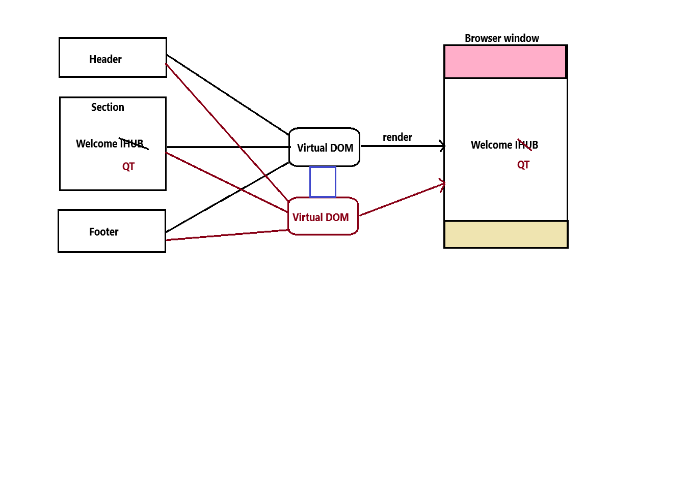 Browser window
Header
Section
Welcome IHUB
QT
Footer
Virtual DOM
Virtual DOM
render
Welcome IHUB
QT